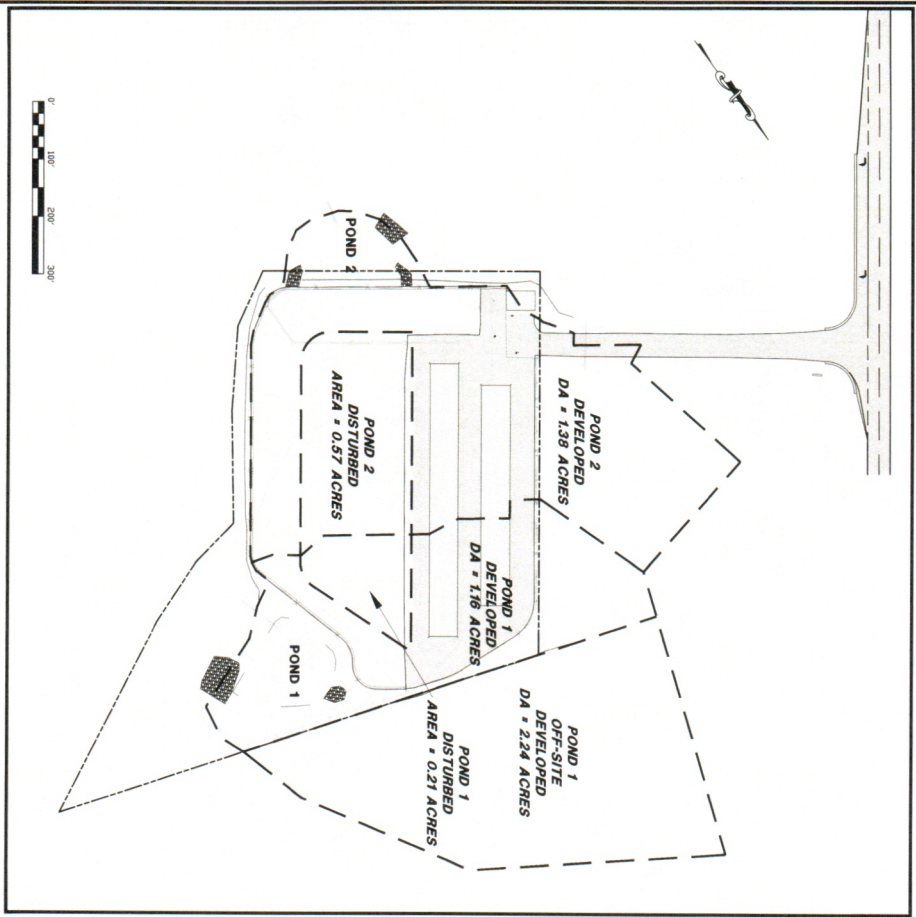 0'
100'
200'
300'
POND 2
POND 2
DEVELOPED
DA = 1.38 ACRES
POND 2
DISTURBED
AREA = 0.57 ACRES
POND 1
DEVELOPED
DA = 1.16 ACRES
POND 1
POND 1
OFF-SITE
DEVELOPED
DA = 2.24 ACRES
POND 1
DISTURBED
AREA = 0.21 ACRES